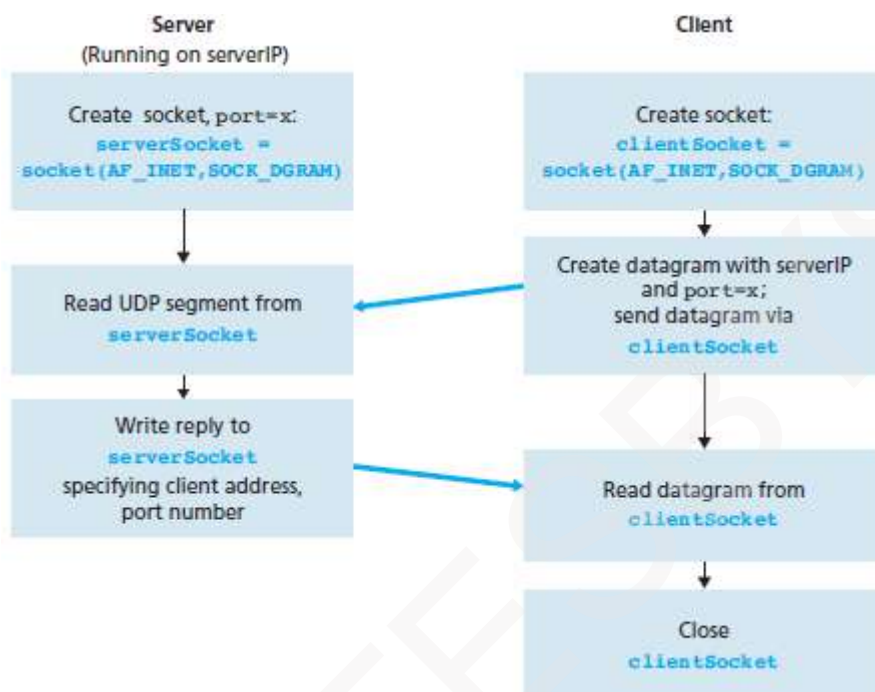 Server
(Running on serverIP)
Create socket, port=x:
serverSocket =
socket(AF_INET,SOCK_DGRAM)
Read UDP segment from
serverSocket
Write reply to
serverSocket
specifying client address,
port number
Client
Create socket:
clientSocket =
socket(AF_INET,SOCK_DGRAM)
Create datagram with serverIP
and port=x;
send datagram via
clientSocket
Read datagram from
clientSocket
Close
clientSocket